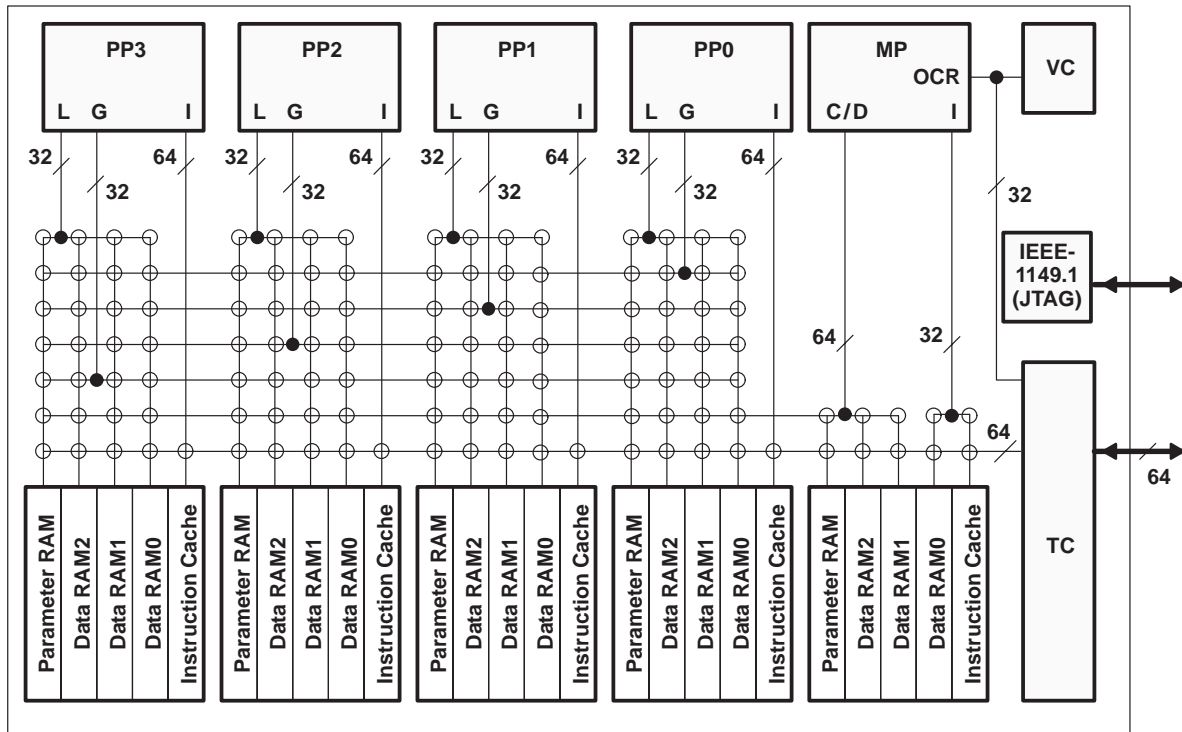 PP3
L G I
PP2
L G I
PP1
L G I
PP0
L G I
MP
OCR
C/D I
VC
32 64
32
32 64
32
32 64
32
32 64
32
32
IEEE-
1149.1
(JTAG)
64 32
64
64
TC
Parameter RAM
Data RAM2
Data RAM1
Data RAM0
Instruction Cache
Parameter RAM
Data RAM2
Data RAM1
Data RAM0
Instruction Cache
Parameter RAM
Data RAM2
Data RAM1
Data RAM0
Instruction Cache
Parameter RAM
Data RAM2
Data RAM1
Data RAM0
Instruction Cache
Parameter RAM
Data RAM2
Data RAM1
Data RAM0
Instruction Cache